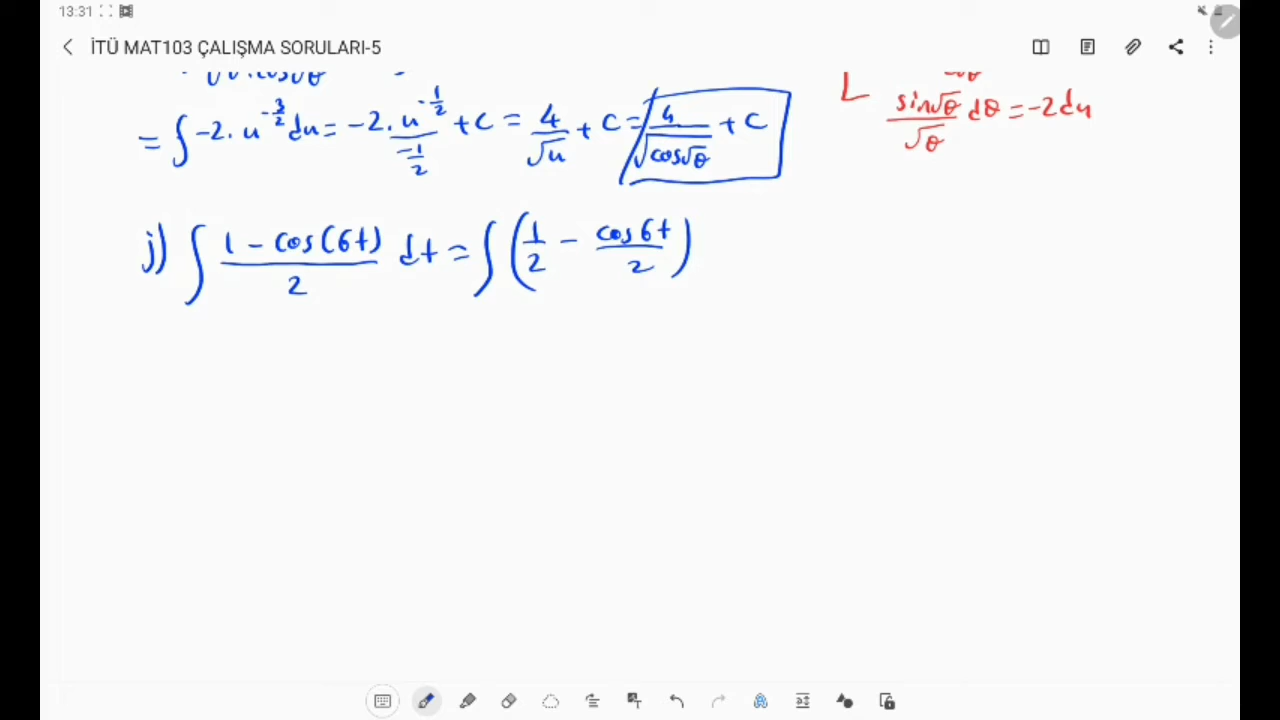 13:31
İTÜ MAT103 ÇALIŞMA SORULARI-5
sin√θ/√θ dθ = -2du
= ∫ -2. u^(-3/2) du = -2. u^(-1/2)/(-1/2) + C = 4/√u + C = 4/√(cos√θ) + C
j) ∫ (1 - cos(6t))/2 dt = ∫ (1/2 - cos6t/2)